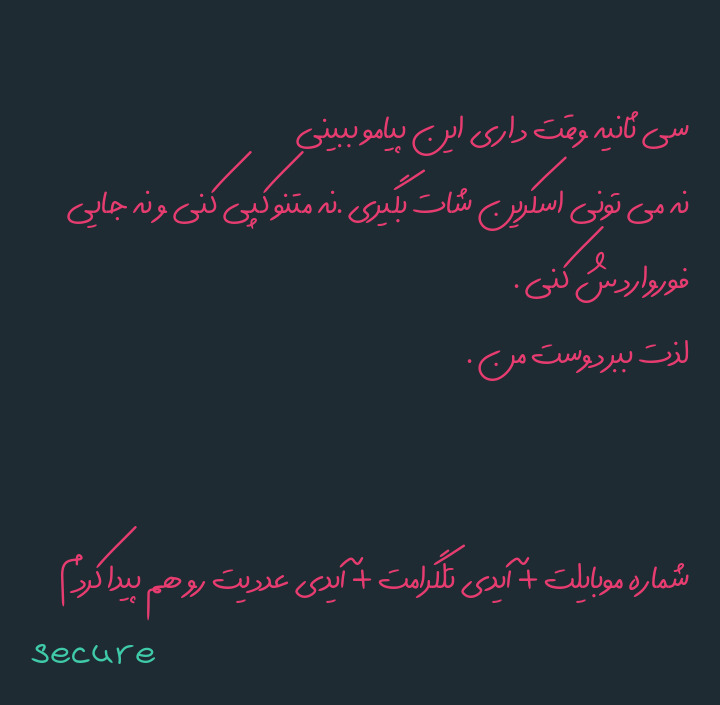 سی ثانیه وقت داری این پیامو ببینی
نه می تونی اسکرین شات بگیری .نه متنو کپی کنی و نه جایی
فورواردش کنی .
لذت ببر دوست من .
شماره موبایلت + آیدی تلگرامت + آیدی عددیت رو هم پیدا کردم
secure